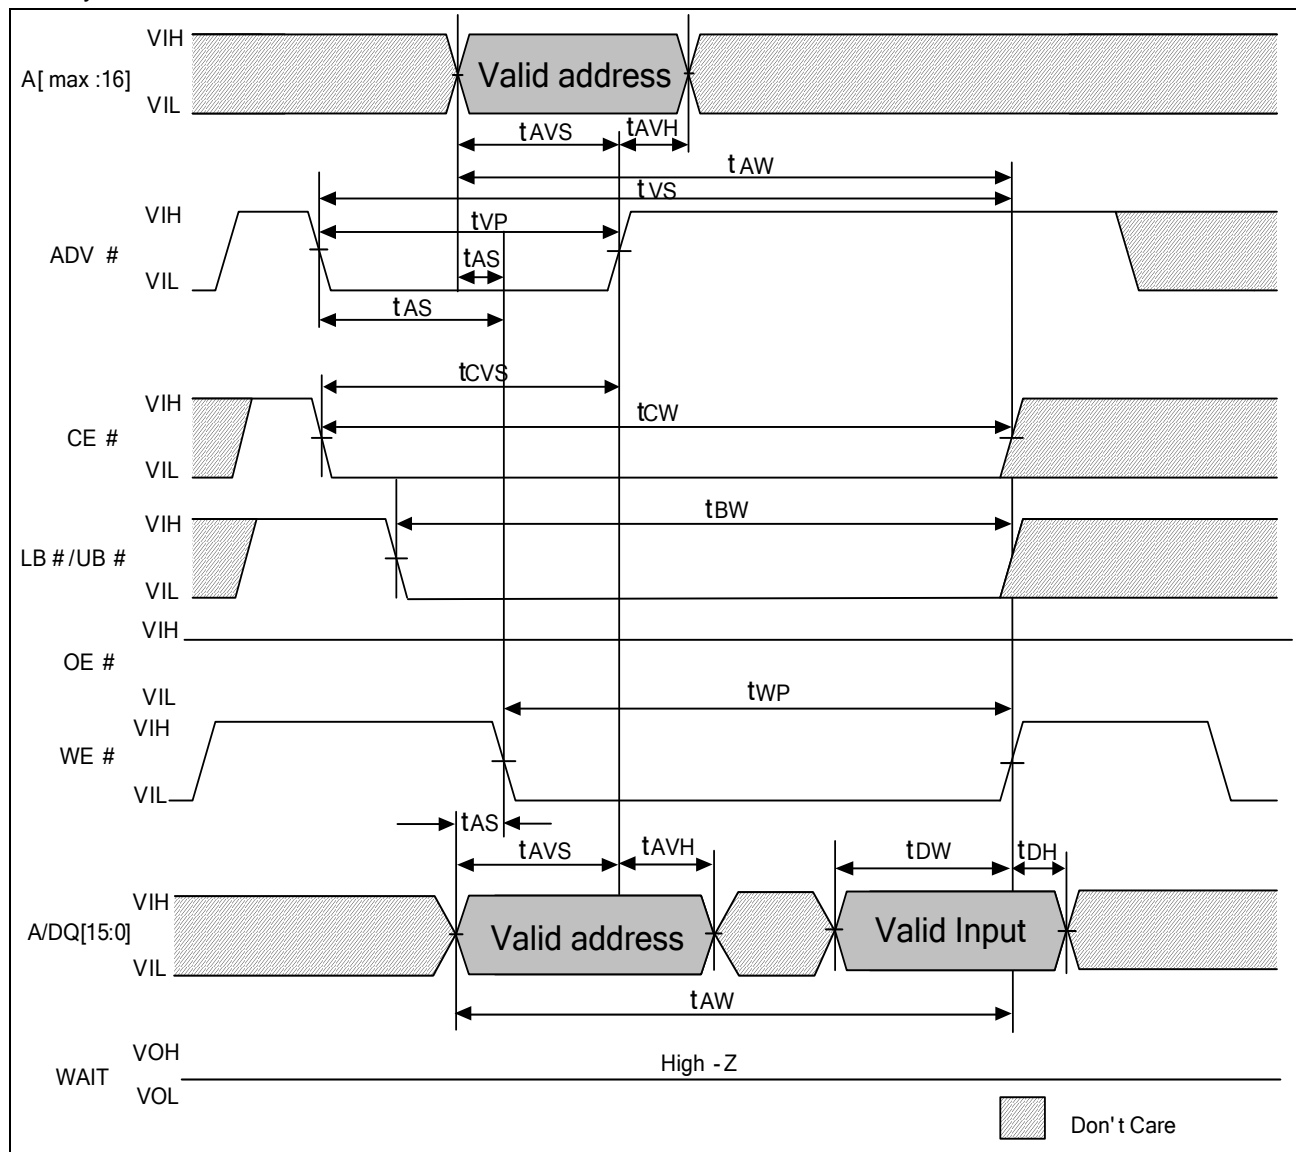 VIH
A[ max :16]
Valid address
VIL
tAVS
tAVH
tAW
tVS
VIH
tVP
ADV #
tAS
VIL
tAS
tCVS
VIH
tCW
CE #
VIL
tBW
VIH
LB # /UB #
VIL
VIH
OE #
VIL
tWP
VIH
WE #
VIL
tAS
tAVS
tAVH
tDW
tDH
VIH
A/DQ[15:0]
Valid address
Valid Input
VIL
tAW
VOH
High - Z
WAIT
VOL
Don't Care